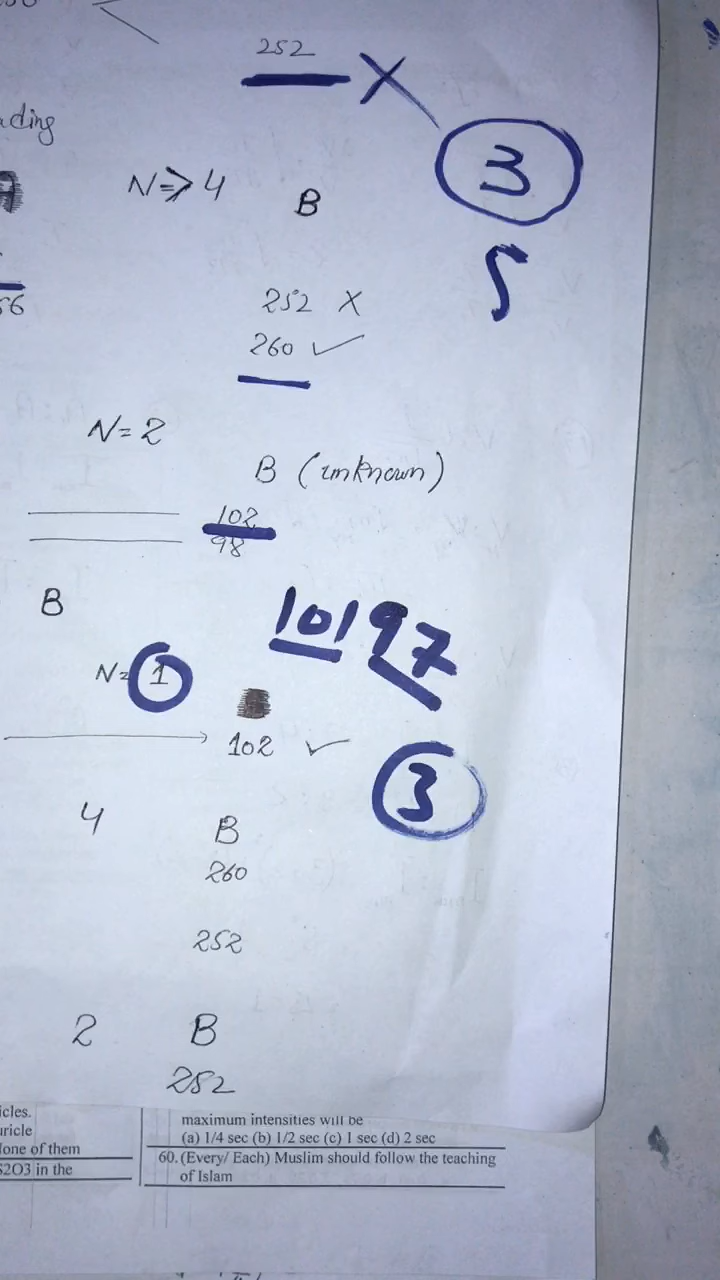 252 X
3
ading
N=> 4 B
56
252 X
260 ✓
N=2
B (unknown)
102
98
B
10197
N=1
102 ✓
3
4 B
260
252
2 B
252
icles.
uricle
None of them
S2O3 in the
maximum intensities will be
(a) 1/4 sec (b) 1/2 sec (c) 1 sec (d) 2 sec
60. (Every/ Each) Muslim should follow the teaching
of Islam